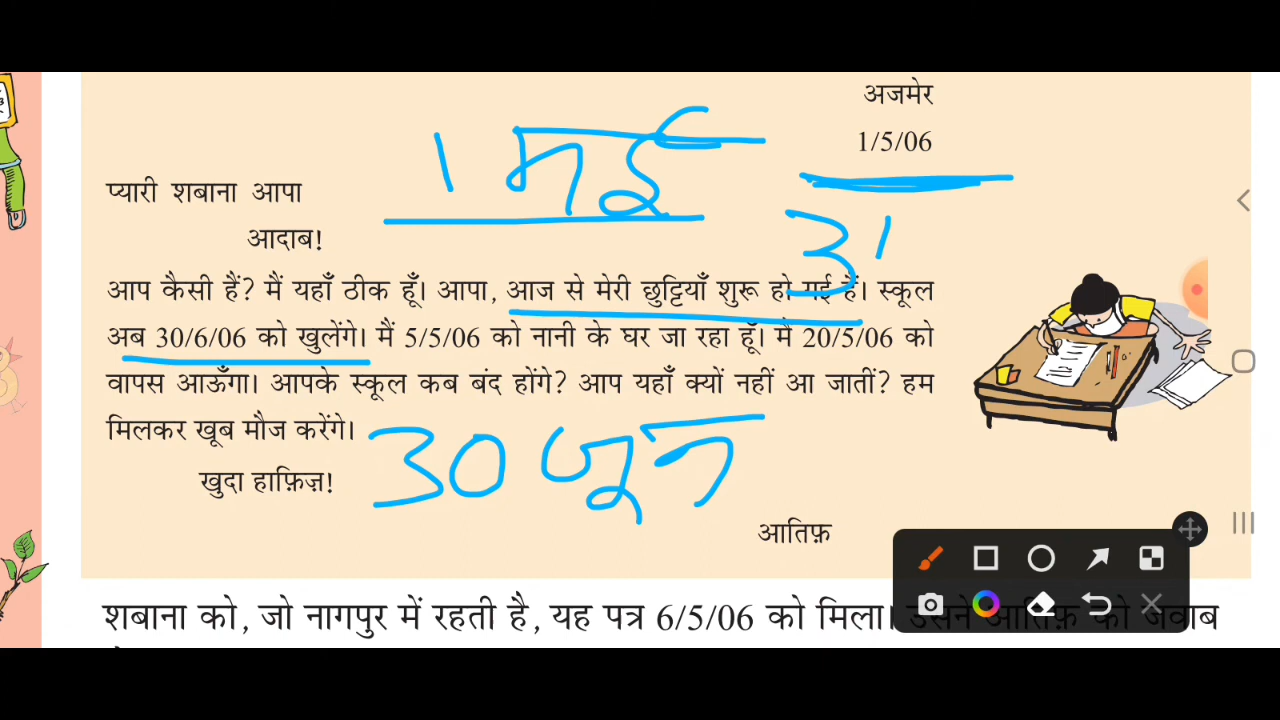 अजमेर
1/5/06
1 मई
प्यारी शबाना आपा
31
आदाब!
आप कैसी हैं? मैं यहाँ ठीक हूँ। आपा, आज से मेरी छुट्टियाँ शुरू हो गई हैं। स्कूल
अब 30/6/06 को खुलेंगे। मैं 5/5/06 को नानी के घर जा रहा हूँ। मैं 20/5/06 को
वापस आऊँगा। आपके स्कूल कब बंद होंगे? आप यहाँ क्यों नहीं आ जातीं? हम
मिलकर खूब मौज करेंगे।
30 जून
खुदा हाफ़िज़!
आतिफ़
शबाना को, जो नागपुर में रहती है, यह पत्र 6/5/06 को मिला। उसने आतिफ़ को जवाब